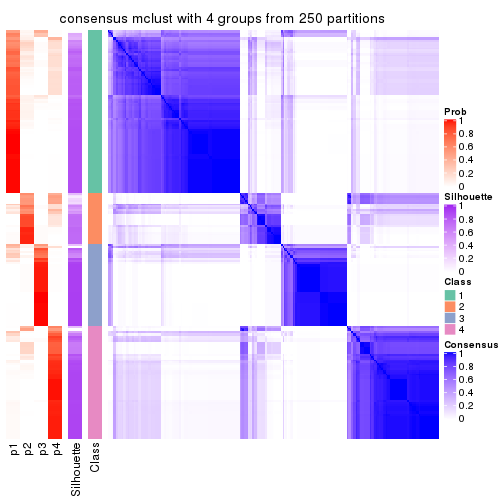 consensus mclust with 4 groups from 250 partitions
Prob
1
0.8
0.6
0.4
0.2
0
Silhouette
1
0.8
0.6
0.4
0.2
0
Class
1
2
3
4
Consensus
1
0.8
0.6
0.4
0.2
0
p1
p2
p3
p4
Silhouette
Class